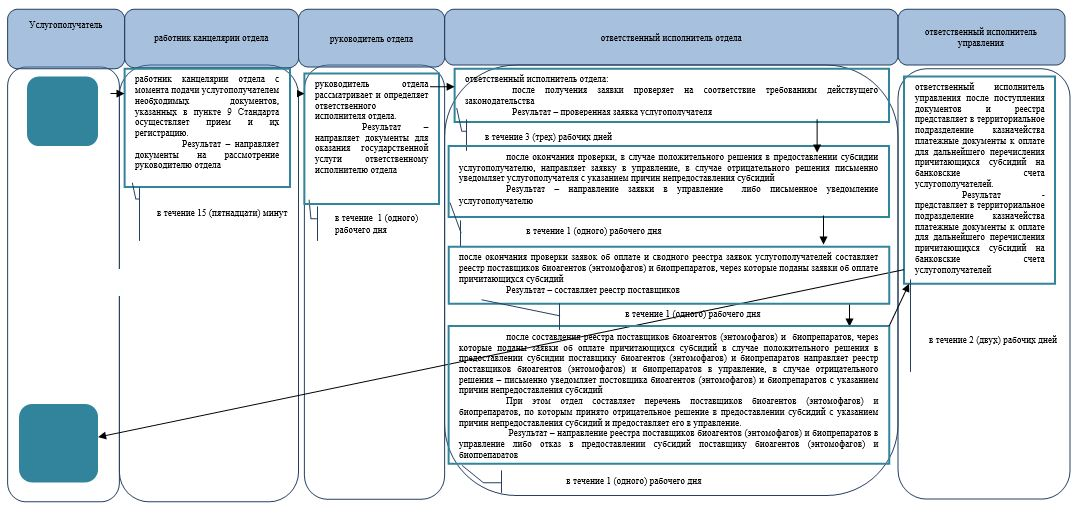 Услугополучатель
работник канцелярии отдела
руководитель отдела
ответственный исполнитель отдела
ответственный исполнитель
управления
работник канцелярии отдела с
момента подачи услугополучателем
необходимых документов,
указанных в пункте 9 Стандарта
осуществляет прием и их
регистрацию.
Результат – направляет
документы на рассмотрение
руководителю отдела
в течение 15 (пятнадцати) минут
руководитель отдела
рассматривает и определяет
ответственного
исполнителя отдела.
Результат –
направляет документы для
оказания государственной
услуги ответственному
исполнителю отдела
в течение 1 (одного)
рабочего дня
ответственный исполнитель отдела:
после получения заявки проверяет на соответствие требованиям действующего
законодательства
Результат – проверенная заявка услугополучателя
в течение 3 (трех) рабочих дней
после окончания проверки, в случае положительного решения в предоставлении субсидии
услугополучателю, направляет заявку в управление, в случае отрицательного решения письменно
уведомляет услугополучателя с указанием причин непредоставления субсидий
Результат – направление заявки в управление либо письменное уведомление
услугополучателю
в течение 1 (одного) рабочего дня
после окончания проверки заявок об оплате и сводного реестра заявок услугополучателей составляет
реестр поставщиков биоагентов (энтомофагов) и биопрепаратов, через которые поданы заявки об оплате
причитающихся субсидий
Результат – составляет реестр поставщиков
в течение 1 (одного) рабочего дня
после составления реестра поставщиков биоагентов (энтомофагов) и биопрепаратов, через
которые поданы заявки об оплате причитающихся субсидий в случае положительного решения в
предоставлении субсидии поставщику биоагентов (энтомофагов) и биопрепаратов направляет реестр
поставщиков биоагентов (энтомофагов) и биопрепаратов в управление, в случае отрицательного
решения – письменно уведомляет постовщика биоагентов (энтомофагов) и биопрепаратов с указанием
причин непредоставления субсидий
При этом отдел составляет перечень поставщиков биоагентов (энтомофагов) и
биопрепаратов, по которым принято отрицательное решение в предоставлении субсидий с указанием
причин непредоставления субсидий и предоставляет его в управление.
Результат – направление реестра поставщиков биоагентов (энтомофагов) и биопрепаратов в
управление либо отказ в предоставлении субсидий поставщику биоагентов (энтомофагов) и
биопрепаратов
в течение 1 (одного) рабочего дня
ответственный исполнитель
управления после поступления
документов и реестра
представляет в территориальное
подразделение казначейства
платежные документы к оплате
для дальнейшего перечисления
причитающихся субсидий на
банковские счета
услугополучателей.
Результат -
представляет в территориальное
подразделение казначейства
платежные документы к оплате
для дальнейшего перечисления
причитающихся субсидий на
банковские счета
услугополучателей
в течение 2 (двух) рабочих дней